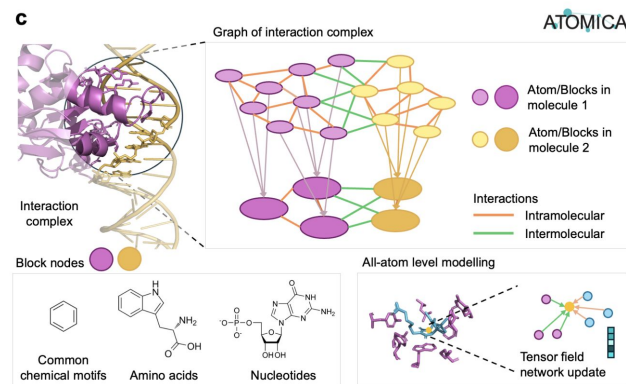 c
Graph of interaction complex
ATOMICA
Atom/Blocks in
molecule 1
Atom/Blocks in
molecule 2
Interaction
complex
Interactions
Intramolecular
Intermolecular
Block nodes
All-atom level modelling
H
N
NH₂
O
OH
⁻O
O
P
O⁻
O
O
OH
OH
N
N
O
NH
N
NH₂
Tensor field
network update
Common
chemical motifs
Amino acids
Nucleotides